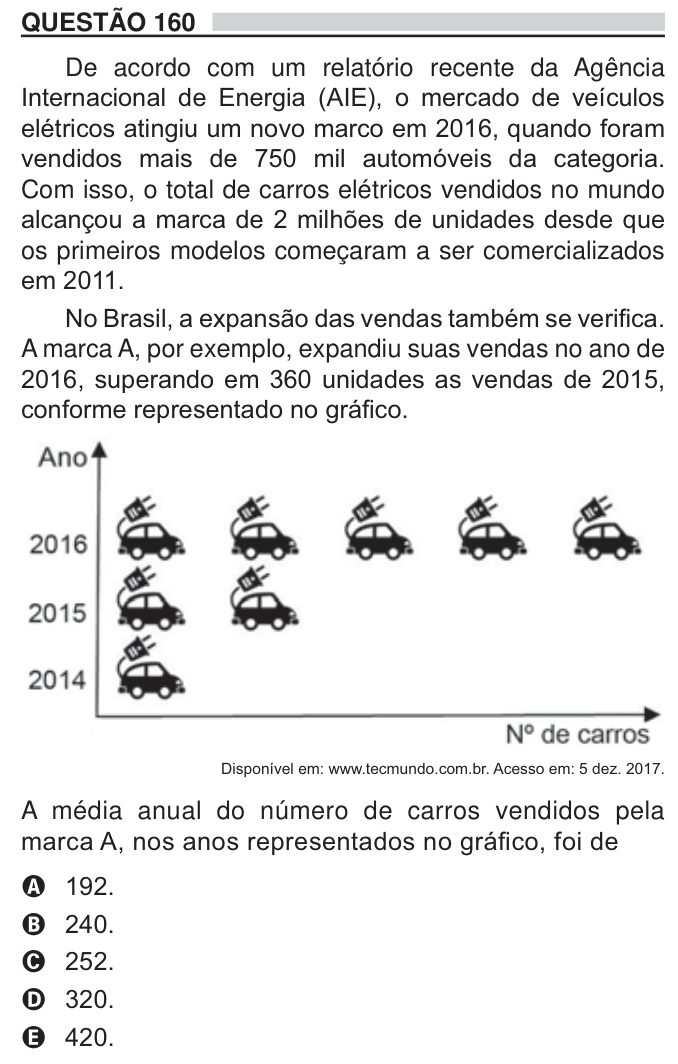 QUESTÃO 160
De acordo com um relatório recente da Agência
Internacional de Energia (AIE), o mercado de veículos
elétricos atingiu um novo marco em 2016, quando foram
vendidos mais de 750 mil automóveis da categoria.
Com isso, o total de carros elétricos vendidos no mundo
alcançou a marca de 2 milhões de unidades desde que
os primeiros modelos começaram a ser comercializados
em 2011.
No Brasil, a expansão das vendas também se verifica.
A marca A, por exemplo, expandiu suas vendas no ano de
2016, superando em 360 unidades as vendas de 2015,
conforme representado no gráfico.
Ano
2016
2015
2014
Nº de carros
Disponível em: www.tecmundo.com.br. Acesso em: 5 dez. 2017.
A média anual do número de carros vendidos pela
marca A, nos anos representados no gráfico, foi de
A 192.
B 240.
C 252.
D 320.
E 420.